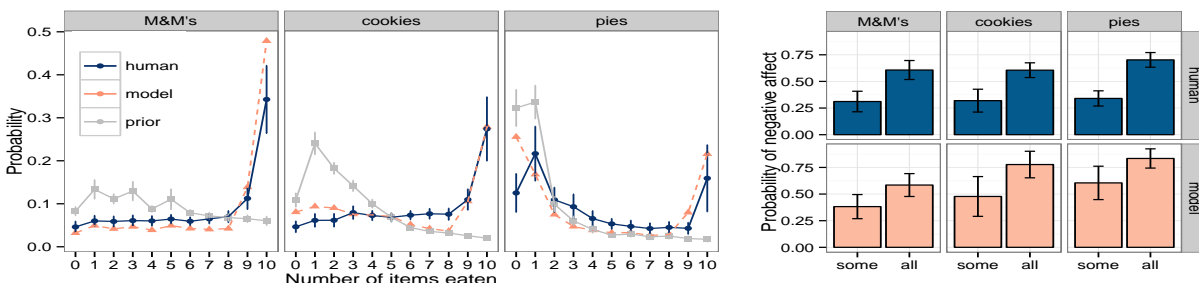 M&M's cookies pies
0.5
0.4
0.3
0.2
0.1
0.0
Probability
human
model
prior
0 1 2 3 4 5 6 7 8 9 10 0 1 2 3 4 5 6 7 8 9 10 0 1 2 3 4 5 6 7 8 9 10
Number of items eaten
M&M's cookies pies
Probability of negative affect
0.75
0.50
0.25
0.00
human
0.75
0.50
0.25
0.00
model
some all some all some all